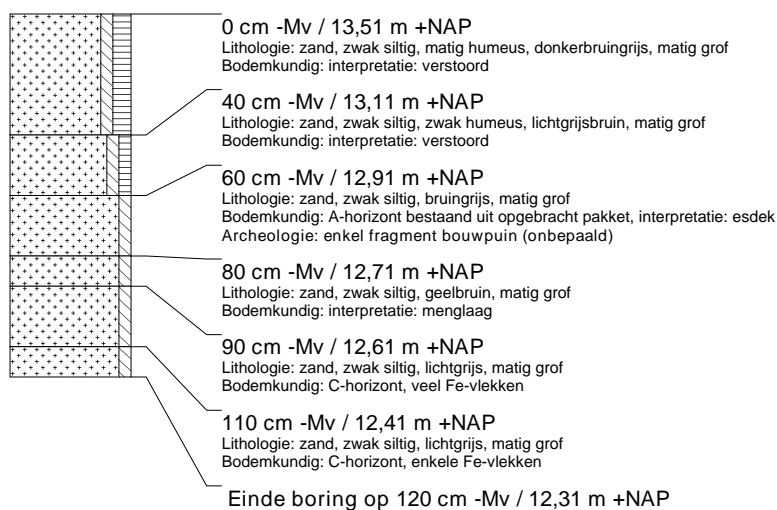 0 cm -Mv / 13,51 m +NAP
Lithologie: zand, zwak siltig, matig humeus, donkerbruingrijs, matig grof
Bodemkundig: interpretatie: verstoord
40 cm -Mv / 13,11 m +NAP
Lithologie: zand, zwak siltig, zwak humeus, lichtgrijsbruin, matig grof
Bodemkundig: interpretatie: verstoord
60 cm -Mv / 12,91 m +NAP
Lithologie: zand, zwak siltig, bruingrijs, matig grof
Bodemkundig: A-horizont bestaand uit opgebracht pakket, interpretatie: esdek
Archeologie: enkel fragment bouwpuin (onbepaald)
80 cm -Mv / 12,71 m +NAP
Lithologie: zand, zwak siltig, geelbruin, matig grof
Bodemkundig: interpretatie: menglaag
90 cm -Mv / 12,61 m +NAP
Lithologie: zand, zwak siltig, lichtgrijs, matig grof
Bodemkundig: C-horizont, veel Fe-vlekken
110 cm -Mv / 12,41 m +NAP
Lithologie: zand, zwak siltig, lichtgrijs, matig grof
Bodemkundig: C-horizont, enkele Fe-vlekken
Einde boring op 120 cm -Mv / 12,31 m +NAP